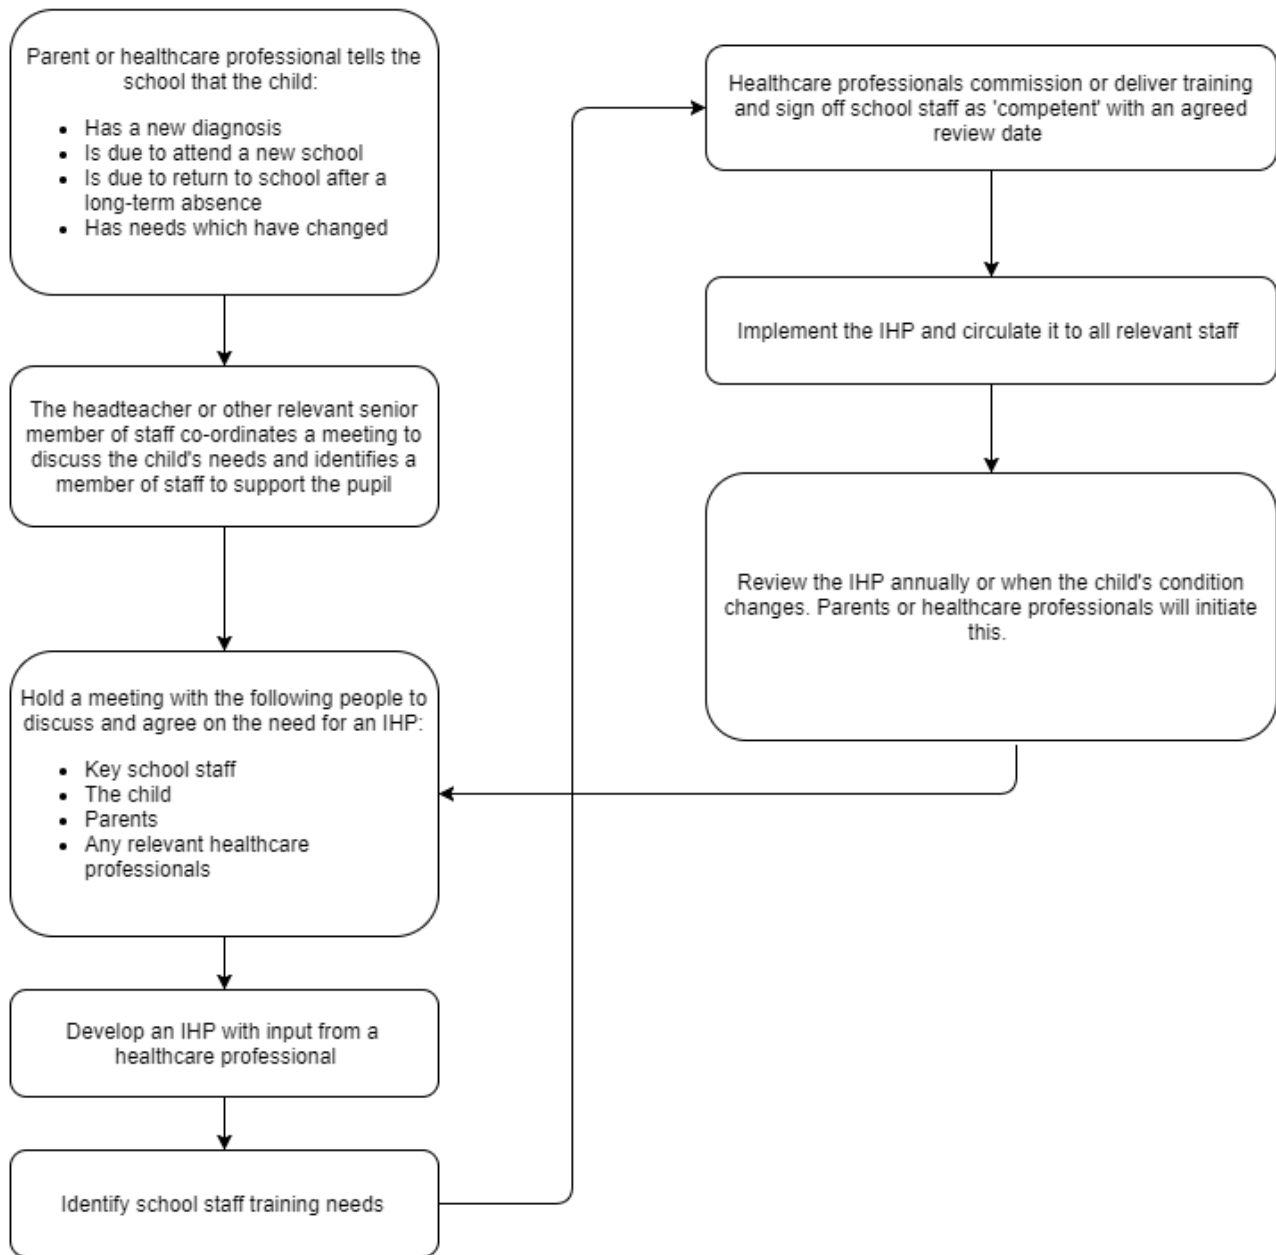 Parent or healthcare professional tells the
school that the child:
• Has a new diagnosis
• Is due to attend a new school
• Is due to return to school after a
long-term absence
• Has needs which have changed
The headteacher or other relevant senior
member of staff co-ordinates a meeting to
discuss the child's needs and identifies a
member of staff to support the pupil
Hold a meeting with the following people to
discuss and agree on the need for an IHP:
• Key school staff
• The child
• Parents
• Any relevant healthcare
professionals
Develop an IHP with input from a
healthcare professional
Identify school staff training needs
Healthcare professionals commission or deliver training
and sign off school staff as 'competent' with an agreed
review date
Implement the IHP and circulate it to all relevant staff
Review the IHP annually or when the child's condition
changes. Parents or healthcare professionals will initiate
this.